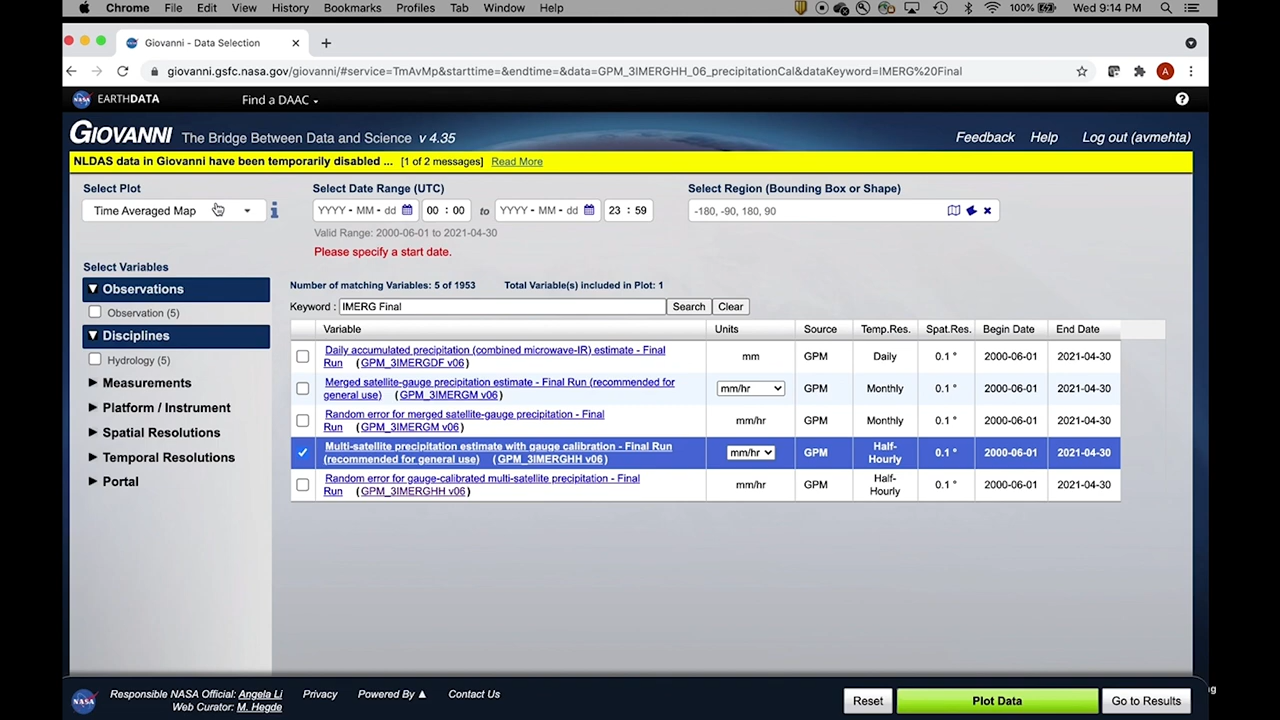 Chrome File Edit View History Bookmarks Profiles Tab Window Help 100% Wed 9:14 PM
Giovanni - Data Selection
giovanni.gsfc.nasa.gov/giovanni/#service=TmAvMp&starttime=&endtime=&data=GPM_3IMERGHH_06_precipitationCal&dataKeyword=IMERG%20Final A
EARTHDATA Find a DAAC
GIOVANNI The Bridge Between Data and Science v 4.35 Feedback Help Log out (avmehta)
NLDAS data in Giovanni have been temporarily disabled ... [1 of 2 messages] Read More
Select Plot Select Date Range (UTC) Select Region (Bounding Box or Shape)
Time Averaged Map YYYY - MM - dd 00 : 00 to YYYY - MM - dd 23 : 59 -180, -90, 180, 90
Valid Range: 2000-06-01 to 2021-04-30
Please specify a start date.
Select Variables
Observations
Observation (5)
Disciplines
Hydrology (5)
Measurements
Platform / Instrument
Spatial Resolutions
Temporal Resolutions
Portal
Number of matching Variables: 5 of 1953 Total Variable(s) included in Plot: 1
Keyword : IMERG Final Search Clear
Variable Units Source Temp.Res. Spat.Res. Begin Date End Date
Daily accumulated precipitation (combined microwave-IR) estimate - Final
Run (GPM_3IMERGDF v06) mm GPM Daily 0.1 ° 2000-06-01 2021-04-30
Merged satellite-gauge precipitation estimate - Final Run (recommended for
general use) (GPM_3IMERGM v06) mm/hr GPM Monthly 0.1 ° 2000-06-01 2021-04-30
Random error for merged satellite-gauge precipitation - Final
Run (GPM_3IMERGM v06) mm/hr GPM Monthly 0.1 ° 2000-06-01 2021-04-30
Multi-satellite precipitation estimate with gauge calibration - Final Run
(recommended for general use) (GPM_3IMERGHH v06) mm/hr GPM Half-Hourly 0.1 ° 2000-06-01 2021-04-30
Random error for gauge-calibrated multi-satellite precipitation - Final
Run (GPM_3IMERGHH v06) mm/hr GPM Half-Hourly 0.1 ° 2000-06-01 2021-04-30
Responsible NASA Official: Angela Li Privacy Powered By Contact Us
Web Curator: M. Hegde
Reset Plot Data Go to Results